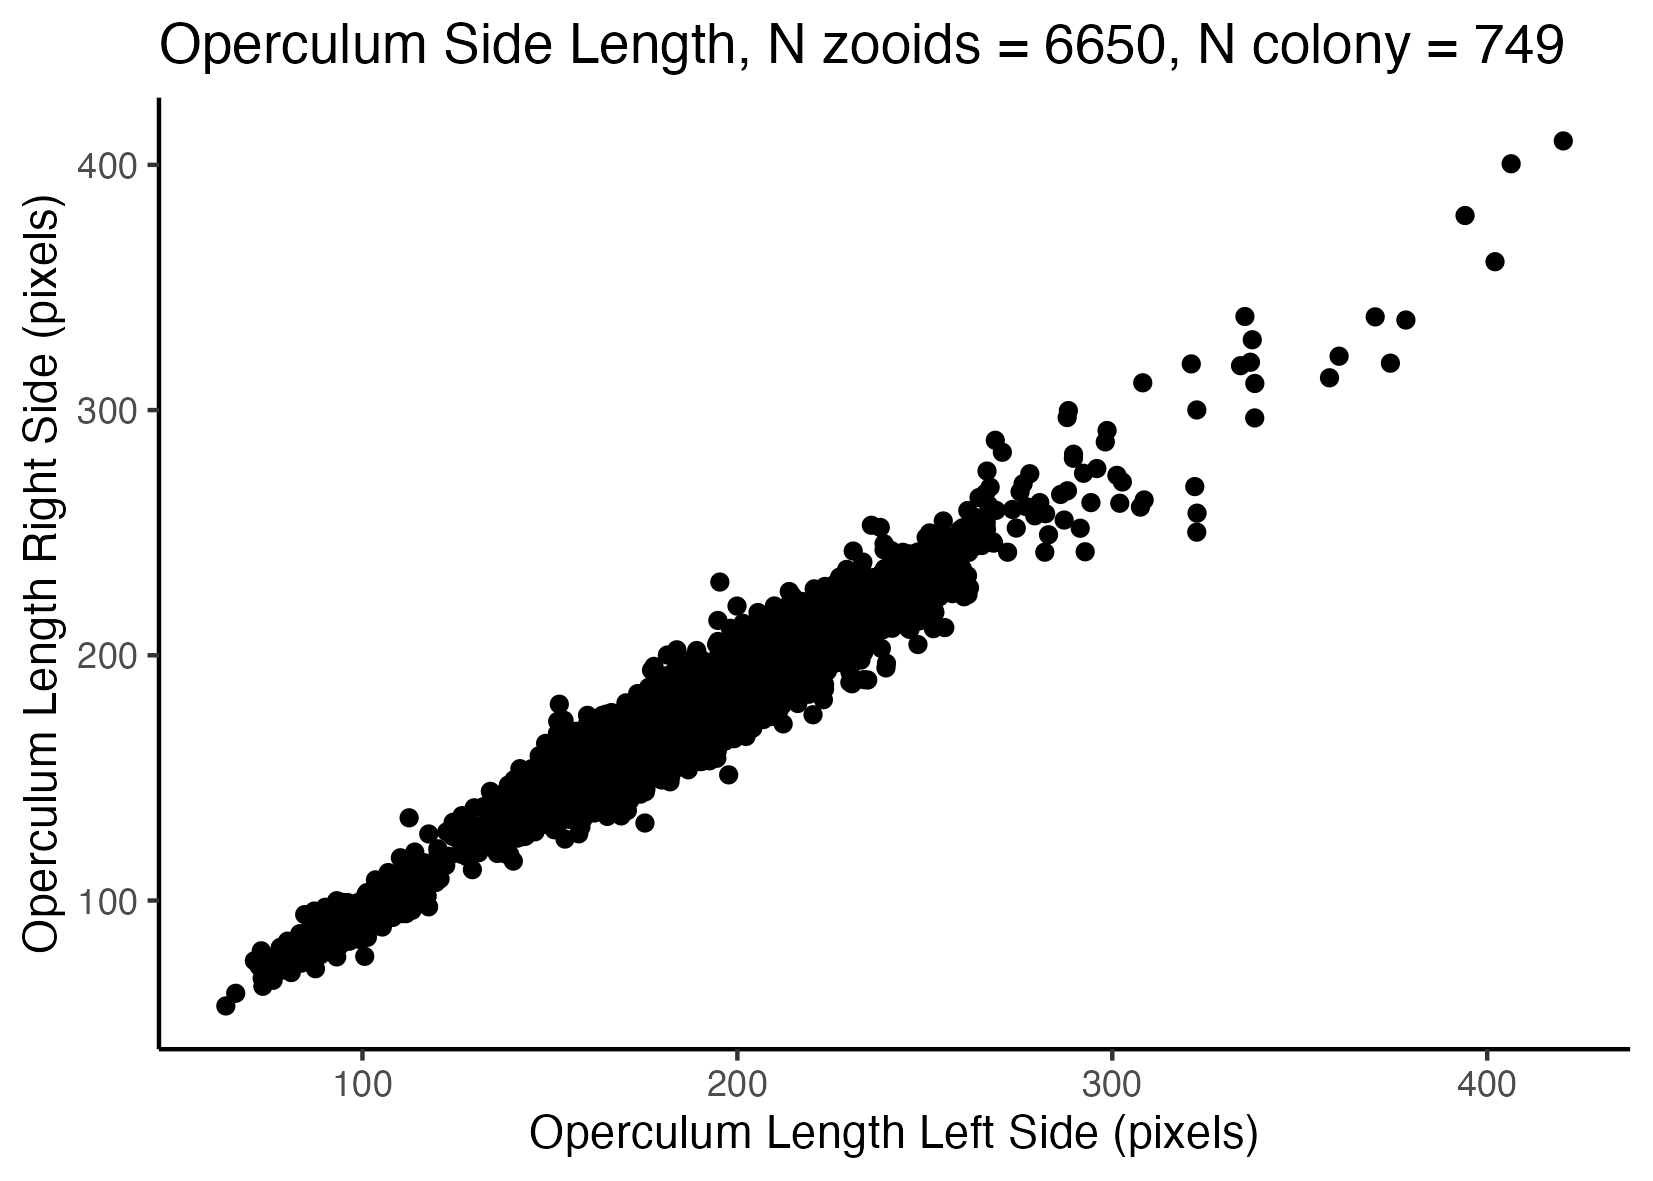 Operculum Side Length, N zooids = 6650, N colony = 749
Operculum Length Right Side (pixels)
400
300
200
100
100 200 300 400
Operculum Length Left Side (pixels)